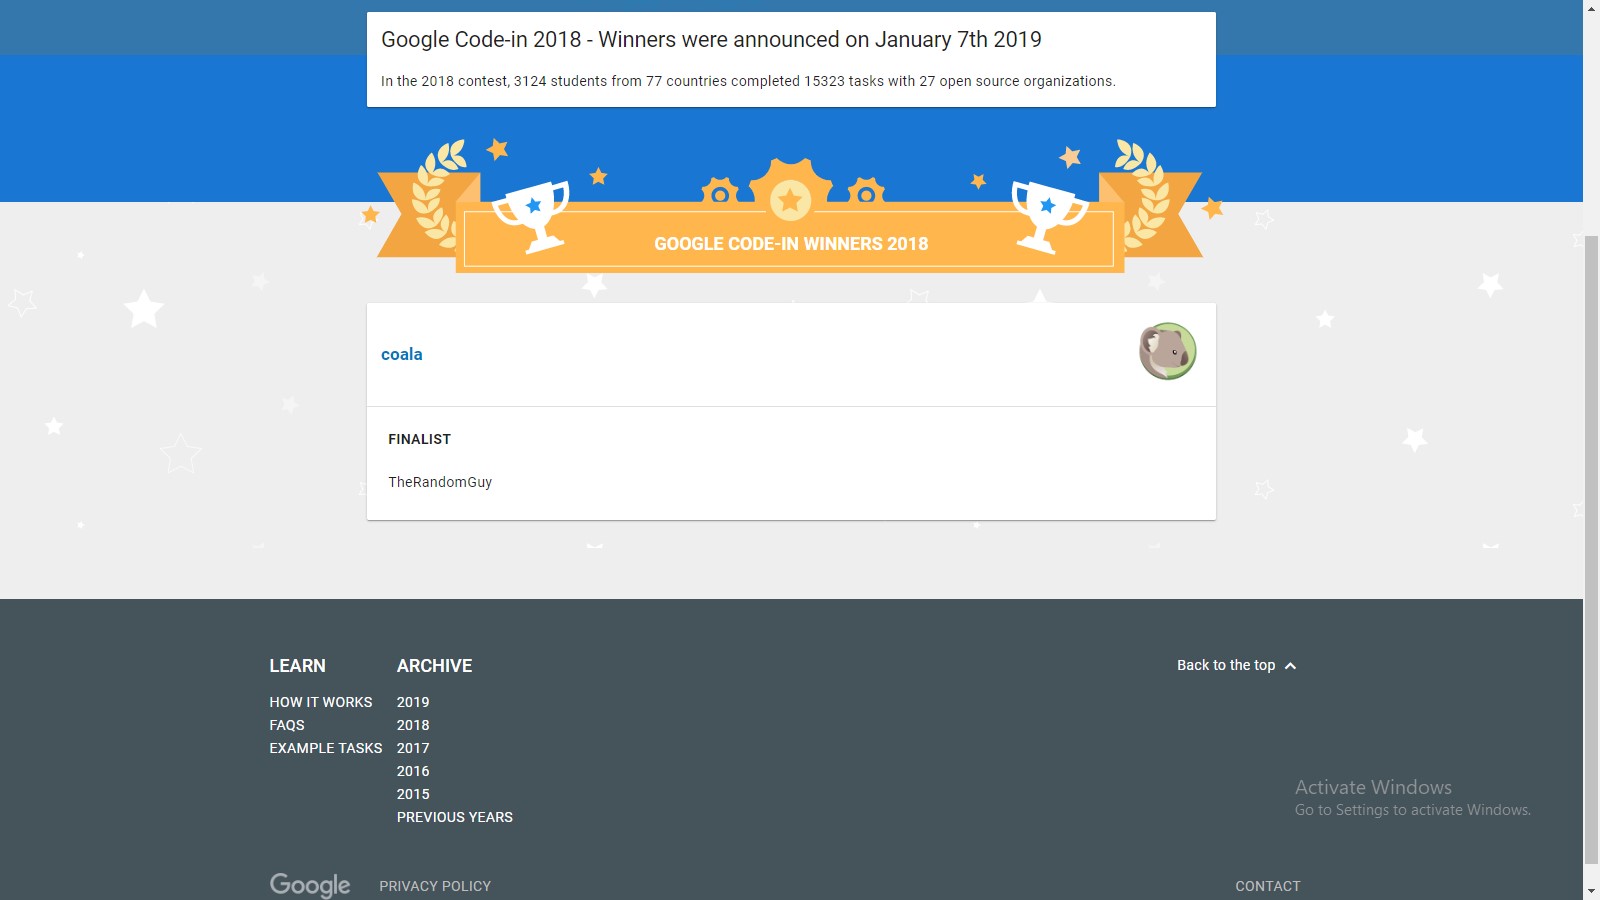 Google Code-in 2018 - Winners were announced on January 7th 2019
In the 2018 contest, 3124 students from 77 countries completed 15323 tasks with 27 open source organizations.
GOOGLE CODE-IN WINNERS 2018
coala
FINALIST
TheRandomGuy
LEARN
HOW IT WORKS
FAQS
EXAMPLE TASKS
ARCHIVE
2019
2018
2017
2016
2015
PREVIOUS YEARS
Back to the top
Activate Windows
Go to Settings to activate Windows.
Google
PRIVACY POLICY
CONTACT